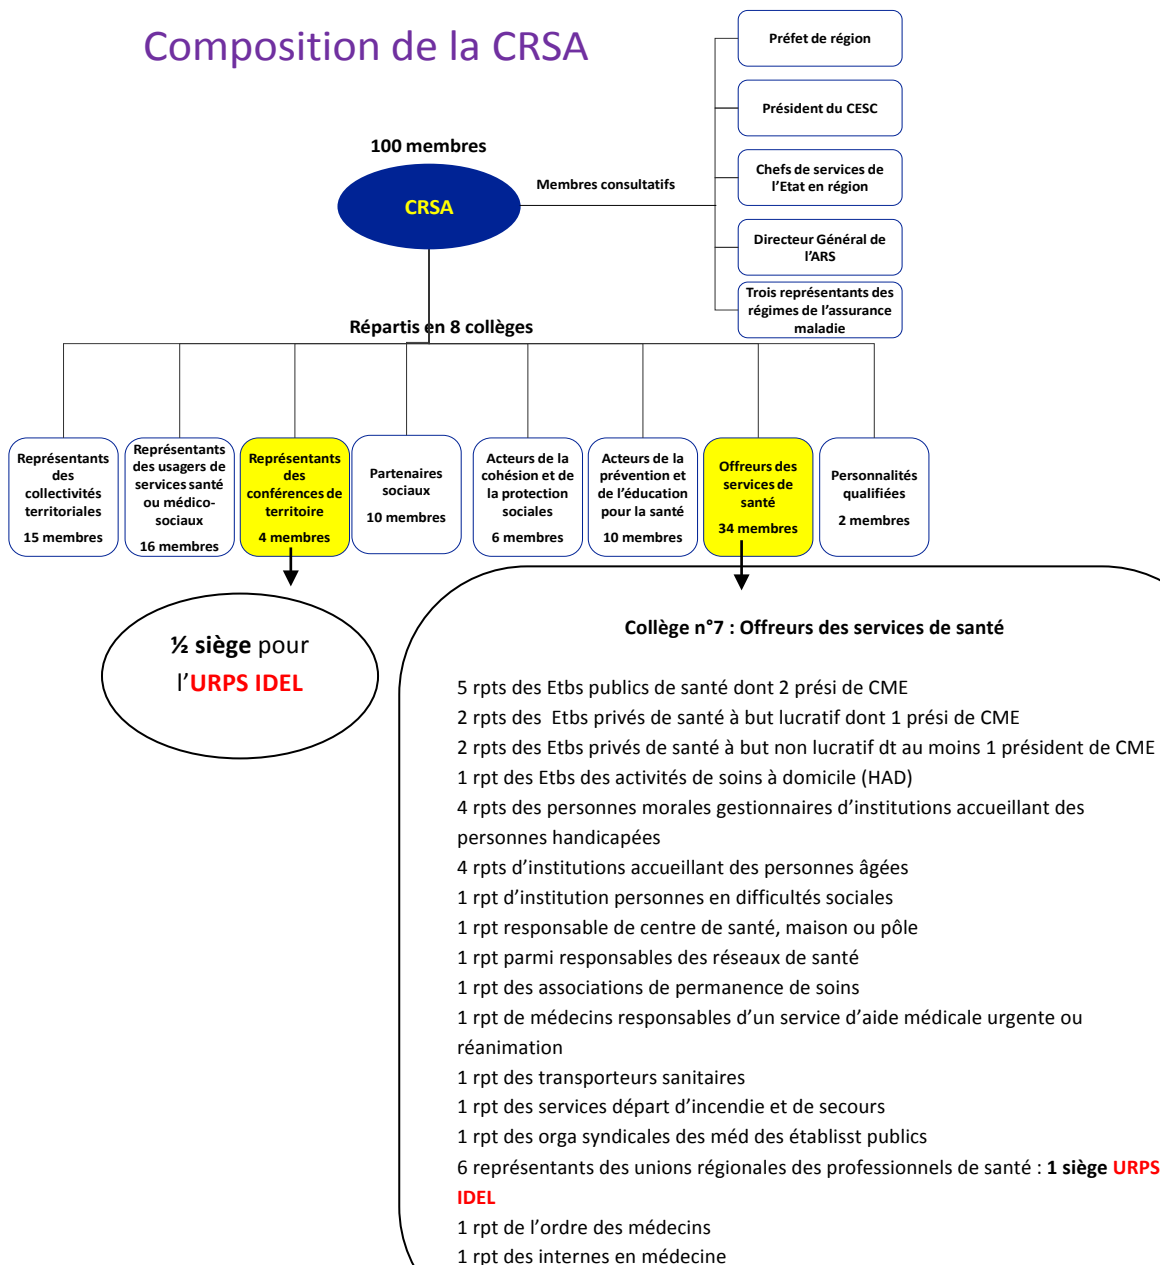 Composition de la CRSA
Préfet de région
Président du CESC
100 membres
Chefs de services de
l'Etat en région
Membres consultatifs
CRSA
Directeur Général de
l'ARS
Trois représentants des
régimes de l'assurance
maladie
Répartis en 8 collèges
Représentants
des
collectivités
territoriales
15 membres
Représentants
des usagers de
services santé
ou médico-
sociaux
16 membres
Représentants
des
conférences de
territoire
4 membres
Partenaires
sociaux
10 membres
Acteurs de la
cohésion et de
la protection
sociales
6 membres
Acteurs de la
prévention et
de l'éducation
pour la santé
10 membres
Offreurs des
services de
santé
34 membres
Personnalités
qualifiées
2 membres
½ siège pour
l'URPS IDEL
Collège n°7 : Offreurs des services de santé
5 rpts des Etbs publics de santé dont 2 prési de CME
2 rpts des Etbs privés de santé à but lucratif dont 1 prési de CME
2 rpts des Etbs privés de santé à but non lucratif dt au moins 1 président de CME
1 rpt des Etbs des activités de soins à domicile (HAD)
4 rpts des personnes morales gestionnaires d'institutions accueillant des
personnes handicapées
4 rpts d'institutions accueillant des personnes âgées
1 rpt d'institution personnes en difficultés sociales
1 rpt responsable de centre de santé, maison ou pôle
1 rpt parmi responsables des réseaux de santé
1 rpt des associations de permanence de soins
1 rpt de médecins responsables d'un service d'aide médicale urgente ou
réanimation
1 rpt des transporteurs sanitaires
1 rpt des services départ d'incendie et de secours
1 rpt des orga syndicales des méd des établisst publics
6 représentants des unions régionales des professionnels de santé : 1 siège URPS
IDEL
1 rpt de l'ordre des médecins
1 rpt des internes en médecine